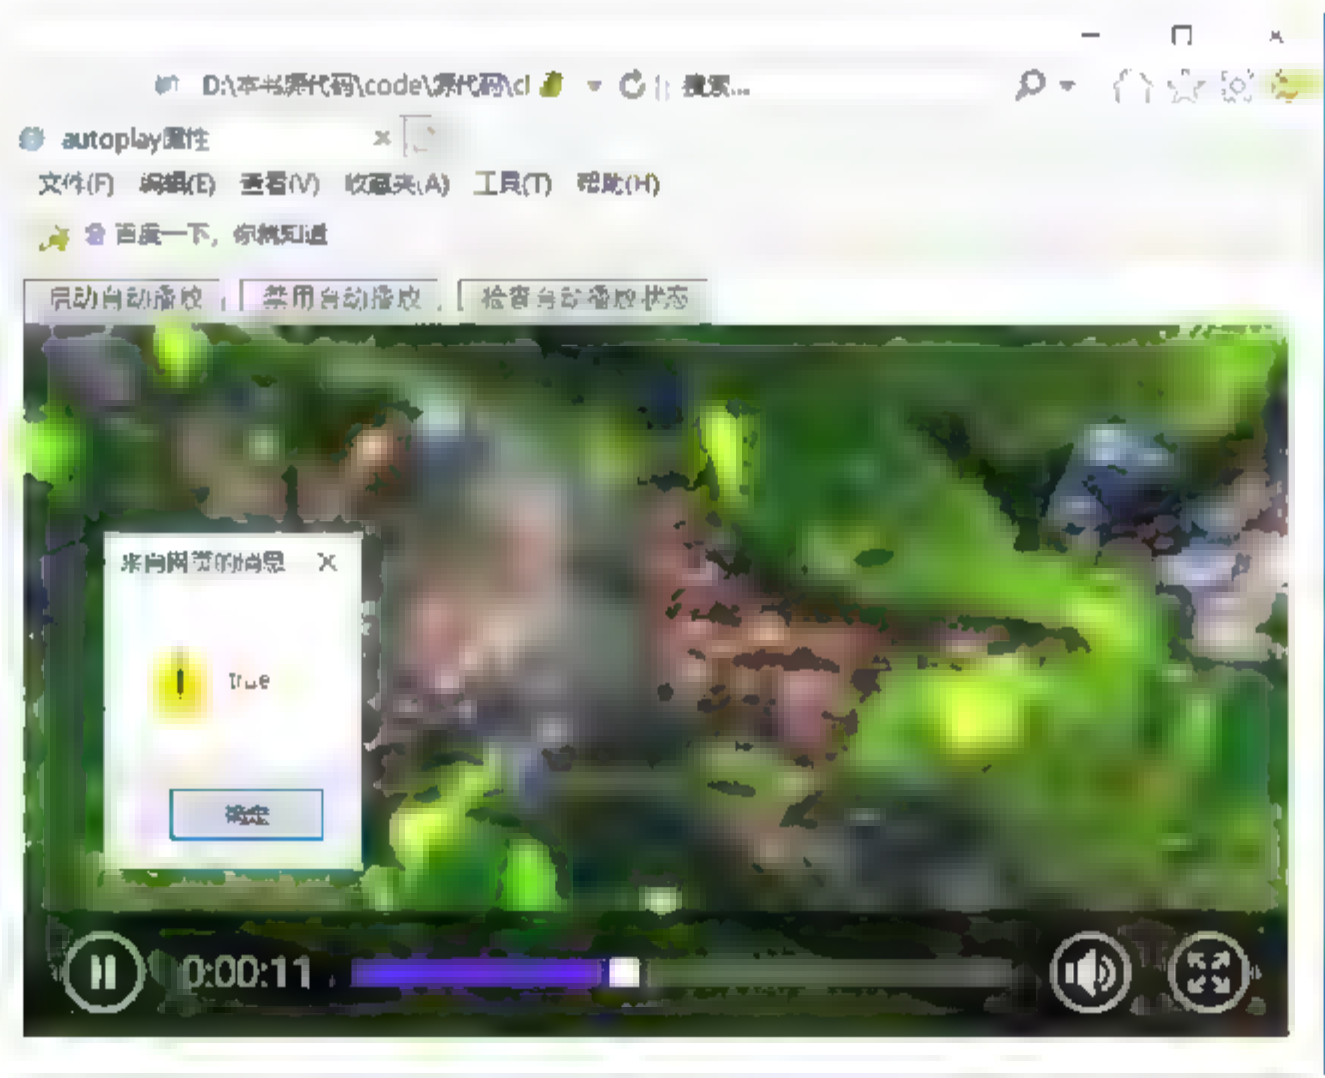 D:\本书源代码\code\源代码\cl 搜索...
autoplay属性
文件(F) 编辑(E) 查看(V) 收藏夹(A) 工具(T) 帮助(H)
百度一下，你就知道
启动自动播放 禁用自动播放 检查自动播放状态
来自网页的消息
true
确定
0:00:11